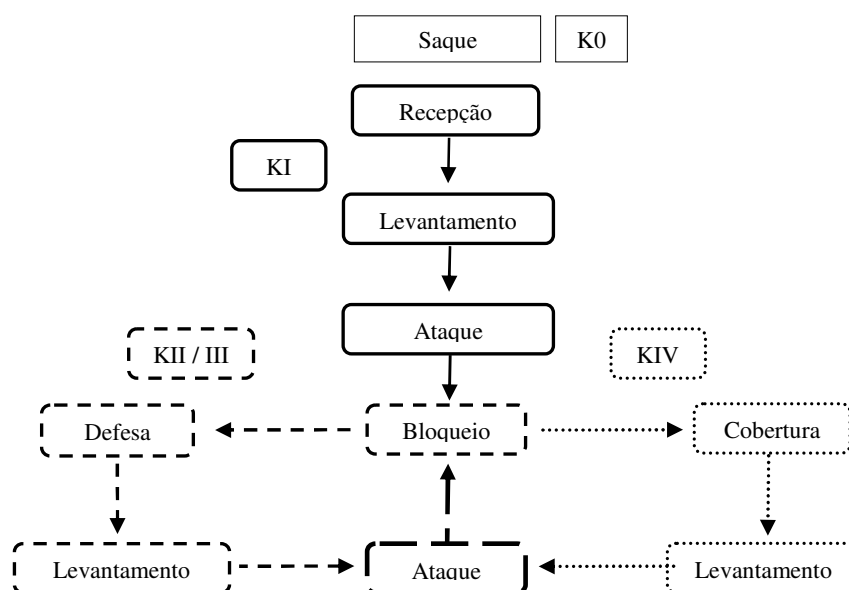 Saque K0
Recepção
KI
Levantamento
Ataque
KII / III KIV
Defesa Bloqueio Cobertura
Levantamento Ataque Levantamento